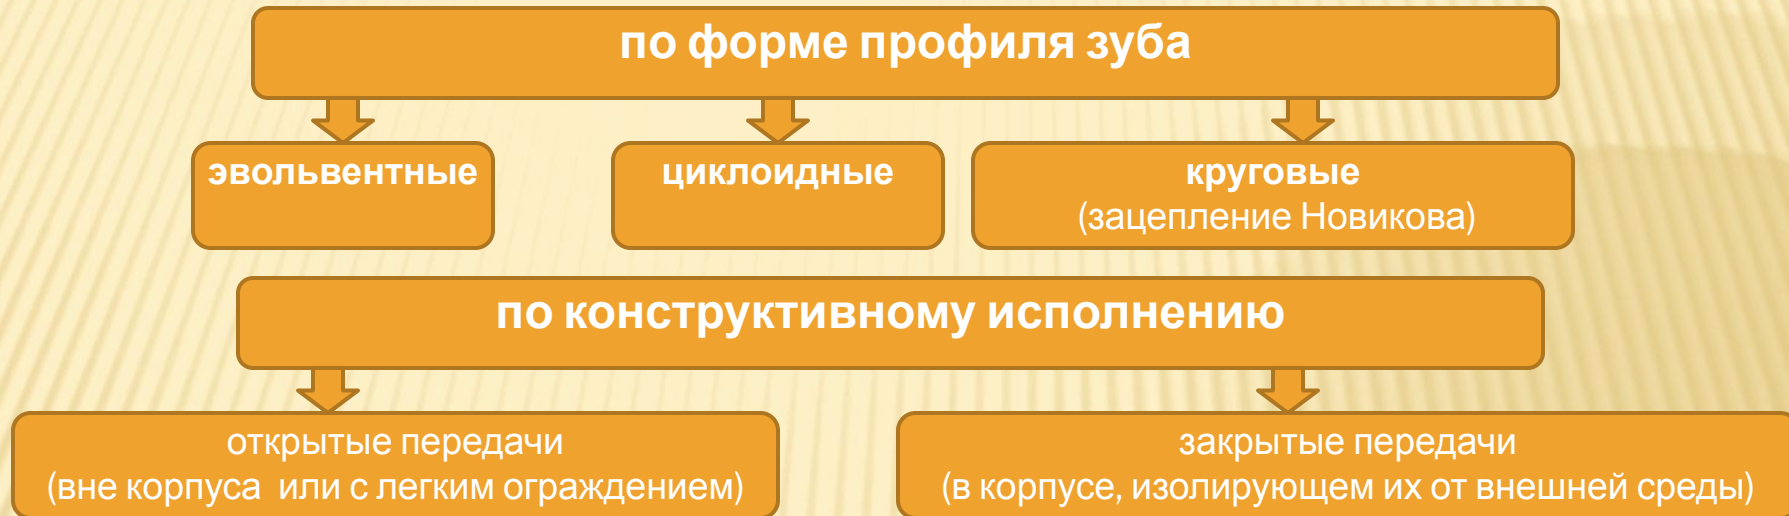 по форме профиля зуба
эвольвентные
циклоидные
круговые
(зацепление Новикова)
по конструктивному исполнению
открытые передачи
(вне корпуса или с легким ограждением)
закрытые передачи
(в корпусе, изолирующем их от внешней среды)